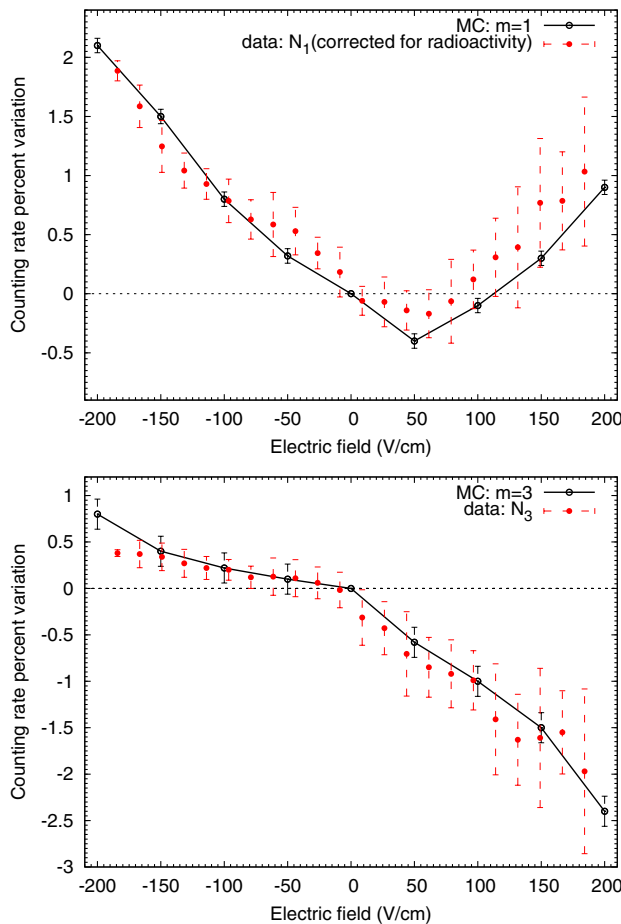 MC: m=1
data: N₁(corrected for radioactivity)
Counting rate percent variation
2
1.5
1
0.5
0
-0.5
-200 -150 -100 -50 0 50 100 150 200
Electric field (V/cm)
MC: m=3
data: N₃
Counting rate percent variation
1
0.5
0
-0.5
-1
-1.5
-2
-2.5
-3
-200 -150 -100 -50 0 50 100 150 200
Electric field (V/cm)